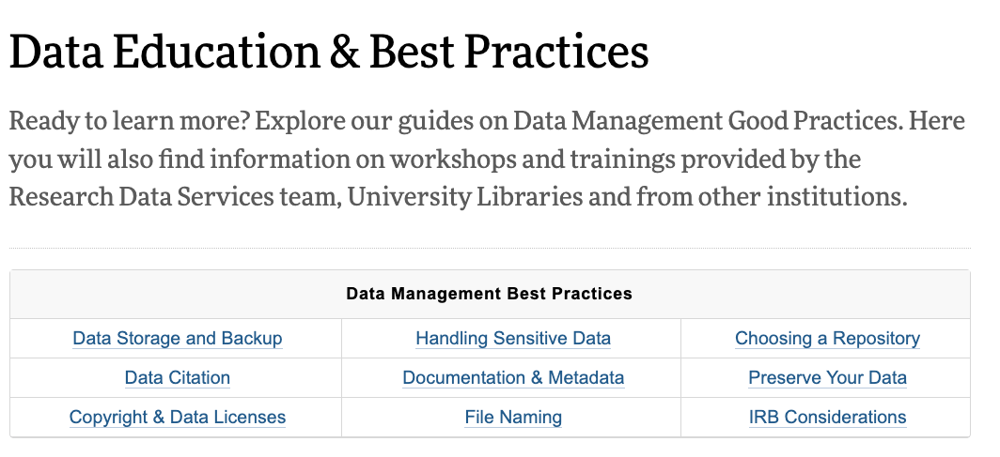 Data Education & Best Practices
Ready to learn more? Explore our guides on Data Management Good Practices. Here
you will also find information on workshops and trainings provided by the
Research Data Services team, University Libraries and from other institutions.
Data Management Best Practices
Data Storage and Backup Handling Sensitive Data Choosing a Repository
Data Citation Documentation & Metadata Preserve Your Data
Copyright & Data Licenses File Naming IRB Considerations